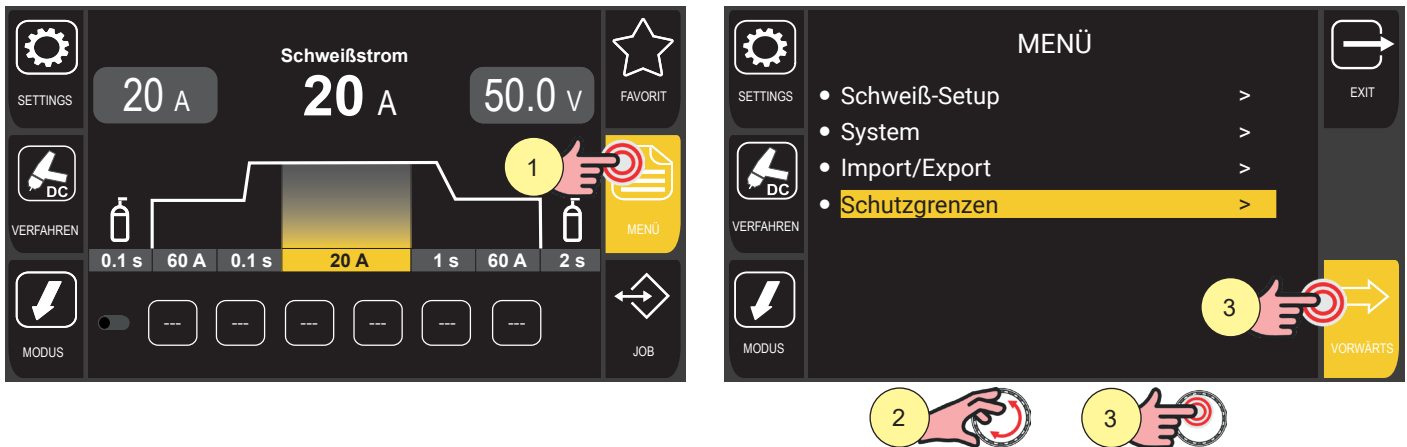 SETTINGS
VERFAHREN
DC
MODUS
Schweißstrom
20 A
20 A
50.0 V
1
0.1 s 60 A 0.1 s 20 A 1 s 60 A 2 s
--- --- --- --- --- ---
FAVORIT
MENÜ
JOB
SETTINGS
VERFAHREN
DC
MODUS
MENÜ
Schweiß-Setup >
System >
Import/Export >
Schutzgrenzen >
3
EXIT
VORWÄRTS
2
3